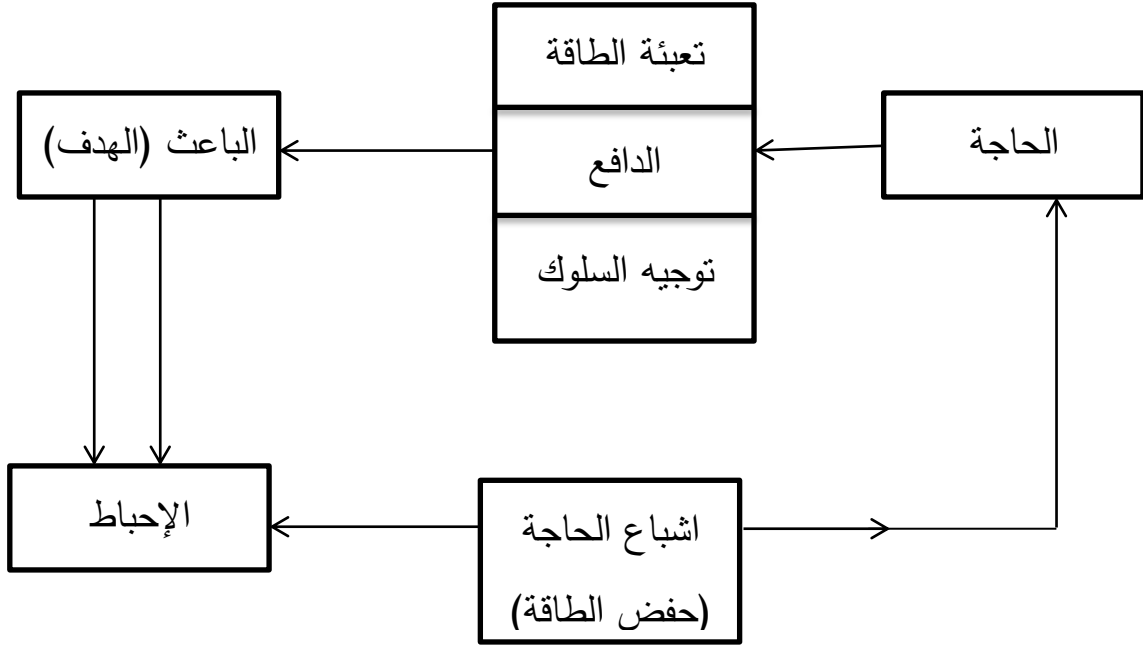 الحاجة
تعبئة الطاقة
الدافع
توجيه السلوك
الباعث (الهدف)
الإحباط
اشباع الحاجة
(حفض الطاقة)